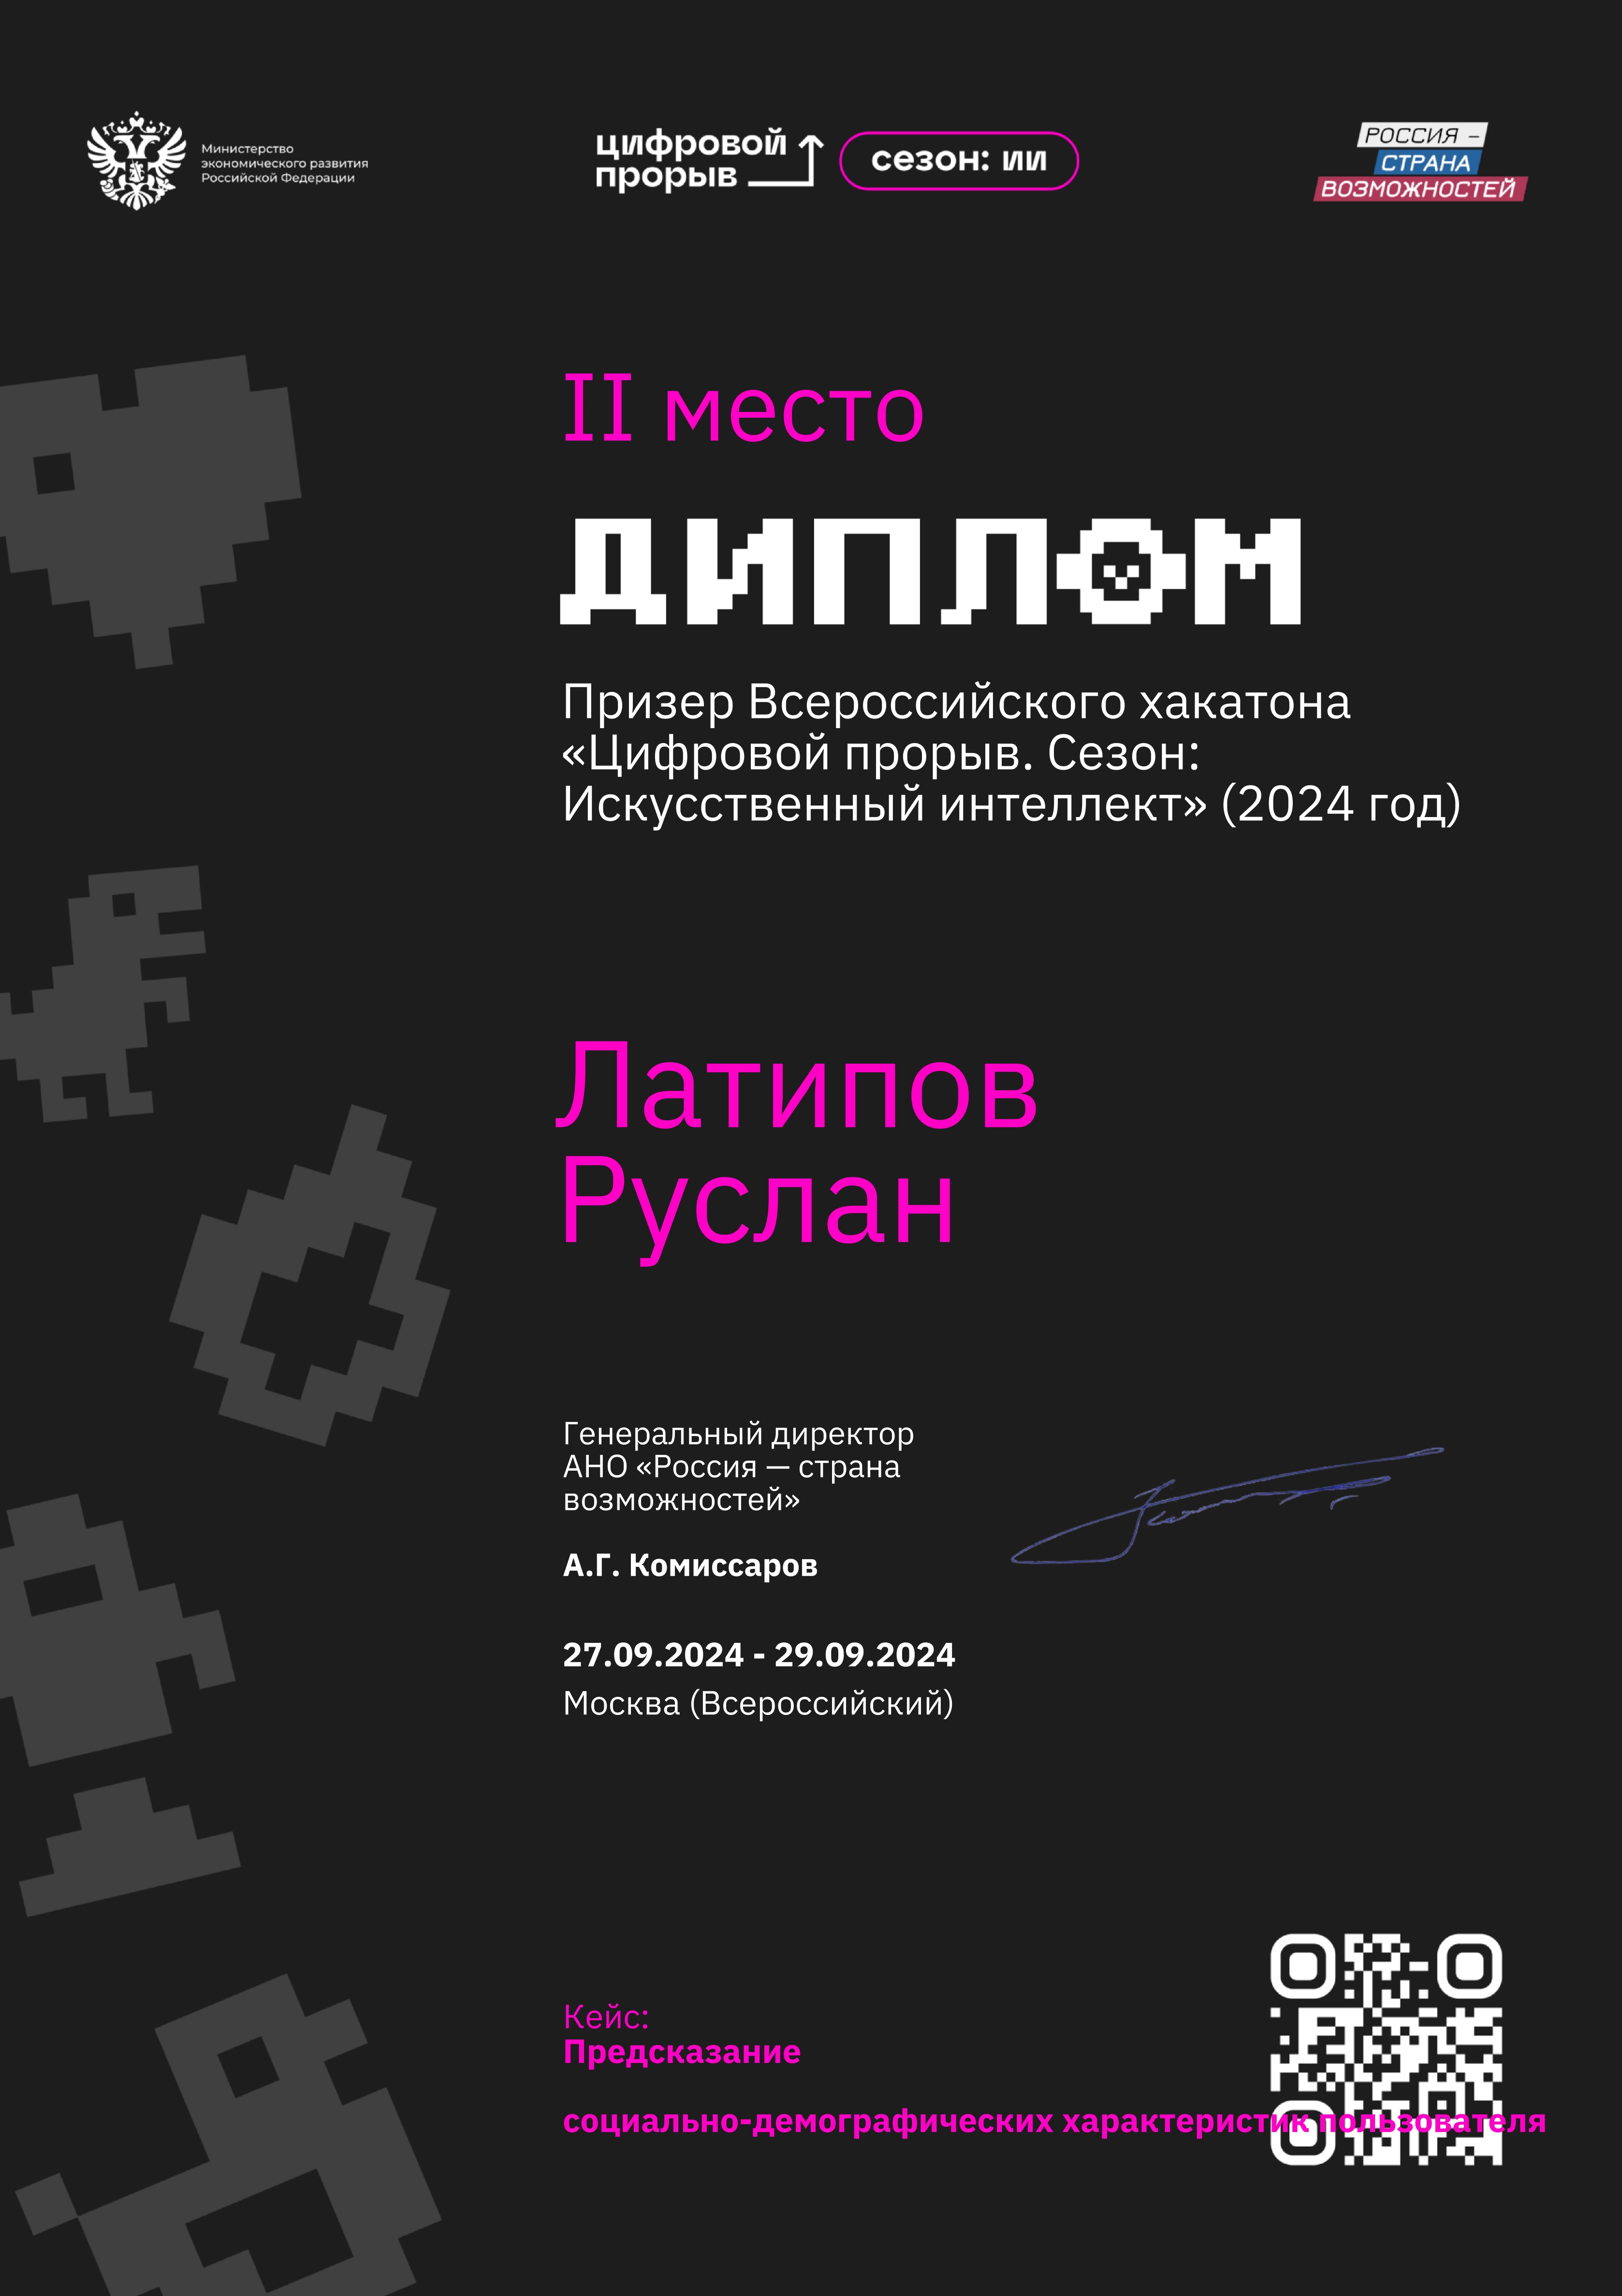 Министерство
экономического развития
Российской Федерации
цифровой
прорыв
сезон: ии
РОССИЯ –
СТРАНА
ВОЗМОЖНОСТЕЙ
II место
ДИПЛОМ
Призер Всероссийского хакатона
«Цифровой прорыв. Сезон:
Искусственный интеллект» (2024 год)
Латипов
Руслан
Генеральный директор
АНО «Россия — страна
возможностей»
А.Г. Комиссаров
27.09.2024 - 29.09.2024
Москва (Всероссийский)
Кейс:
Предсказание
социально-демографических характеристик пользователя